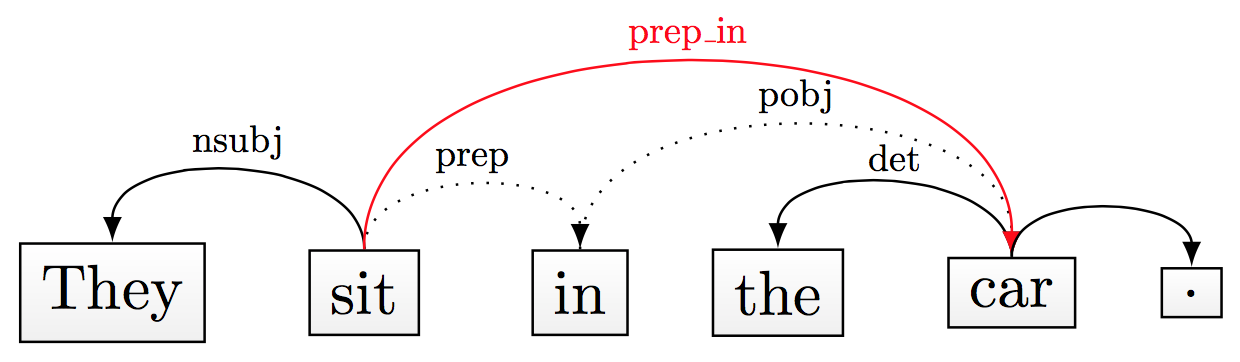 prep_in
pobj
nsubj
prep
det
They sit in the car .